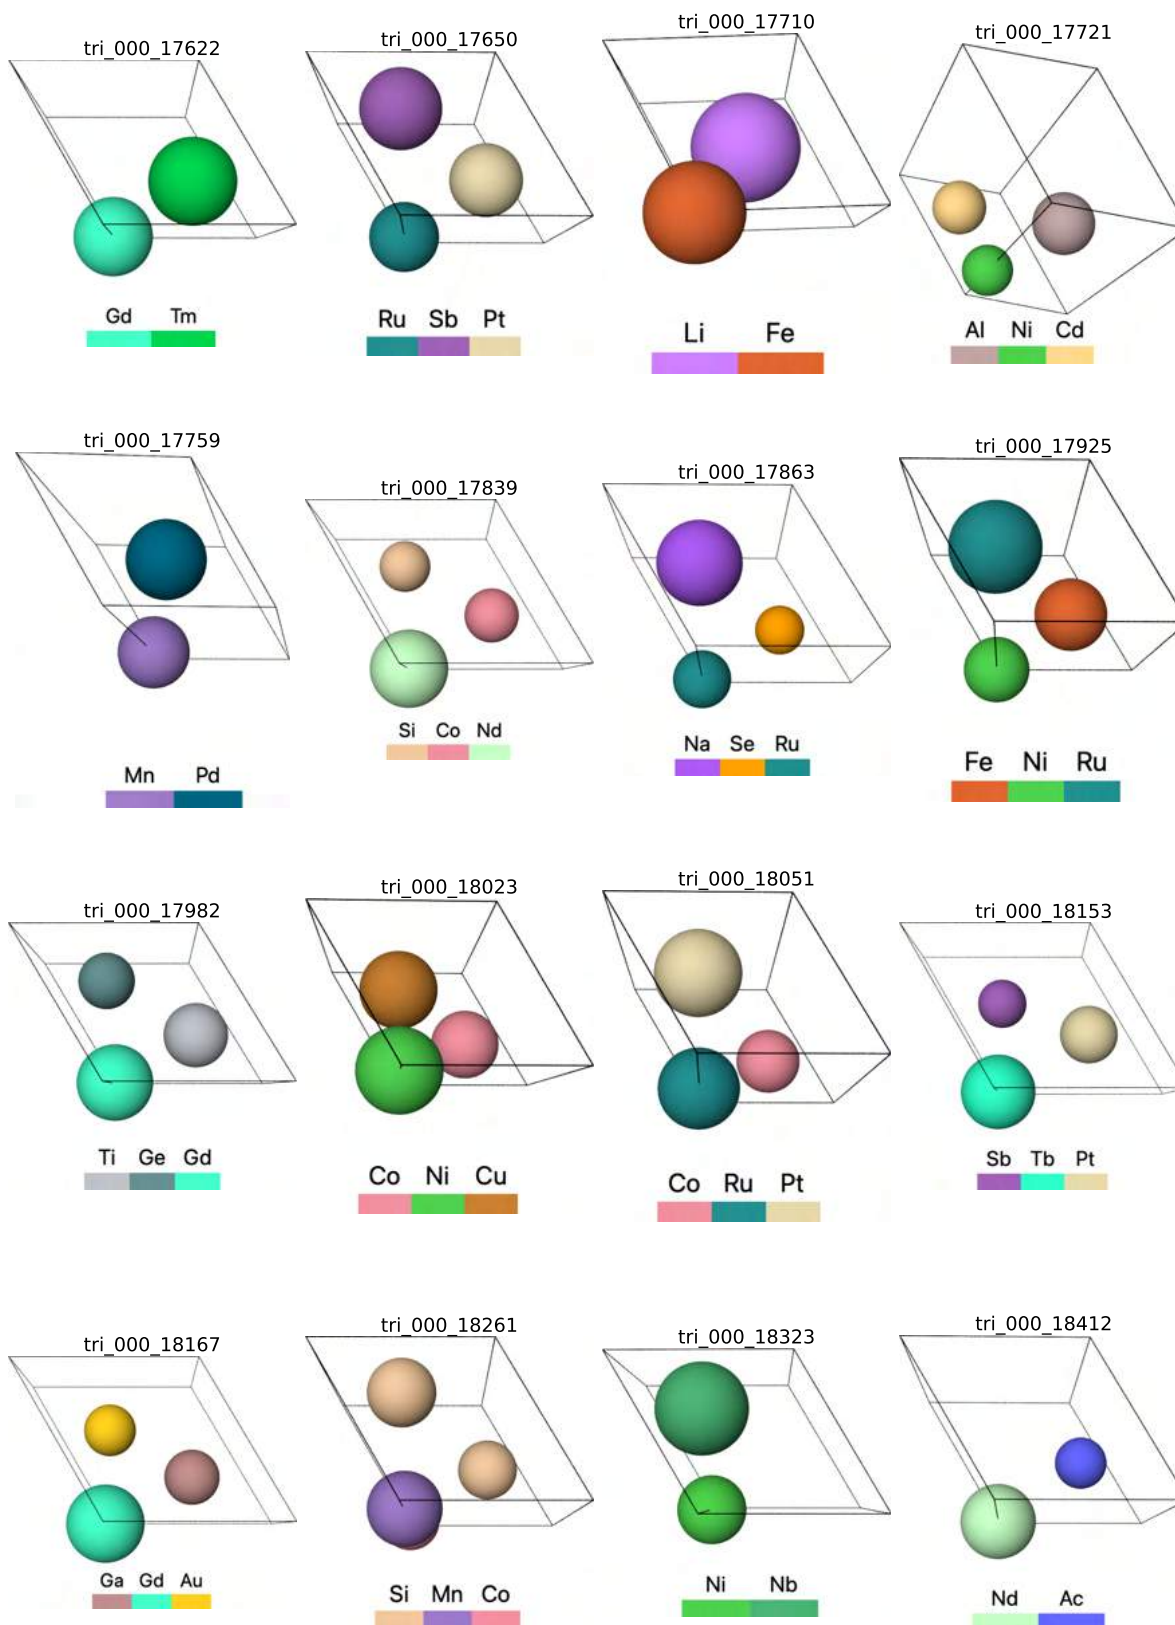 tri_000_17622
Gd Tm
tri_000_17650
Ru Sb Pt
tri_000_17710
Li Fe
tri_000_17721
Al Ni Cd
tri_000_17759
Mn Pd
tri_000_17839
Si Co Nd
tri_000_17863
Na Se Ru
tri_000_17925
Fe Ni Ru
tri_000_17982
Ti Ge Gd
tri_000_18023
Co Ni Cu
tri_000_18051
Co Ru Pt
tri_000_18153
Sb Tb Pt
tri_000_18167
Ga Gd Au
tri_000_18261
Si Mn Co
tri_000_18323
Ni Nb
tri_000_18412
Nd Ac